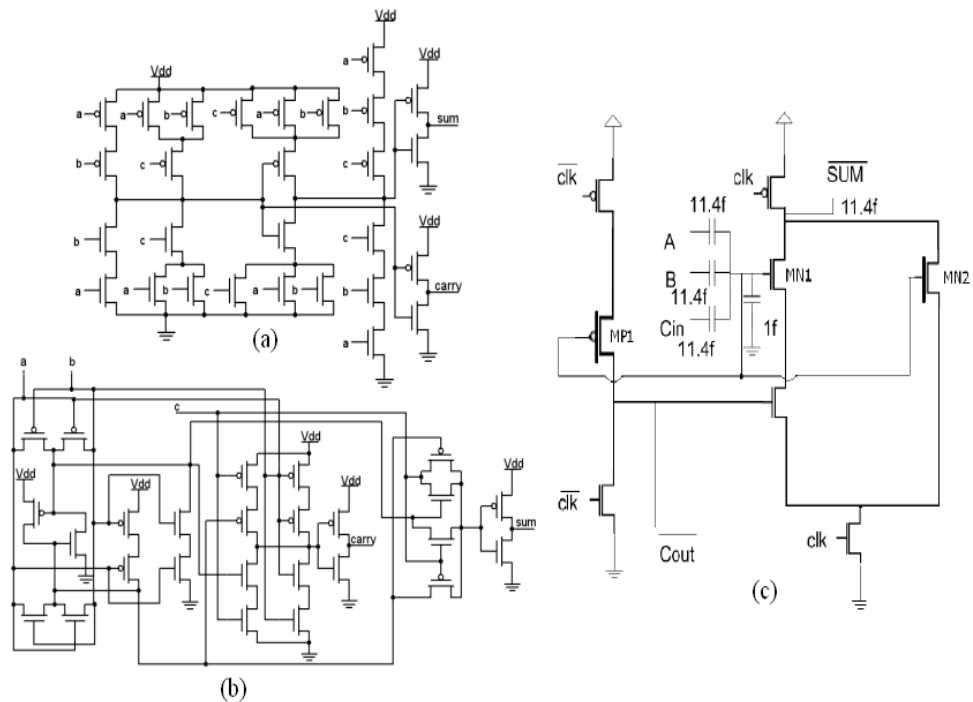 Vdd
a
Vdd
Vdd
a
a
b
c
a
b
b
sum
b
c
c
b
c
c
Vdd
a
a
b
c
a
b
b
carry
a
(a)
a
b
c
Vdd
Vdd
Vdd
Vdd
Vdd
carry
sum
(b)
clk
clk
SUM
11.4f
11.4f
A
B
MN1
MN2
11.4f
Cin
1f
11.4f
MP1
clk
Cout
clk
(c)